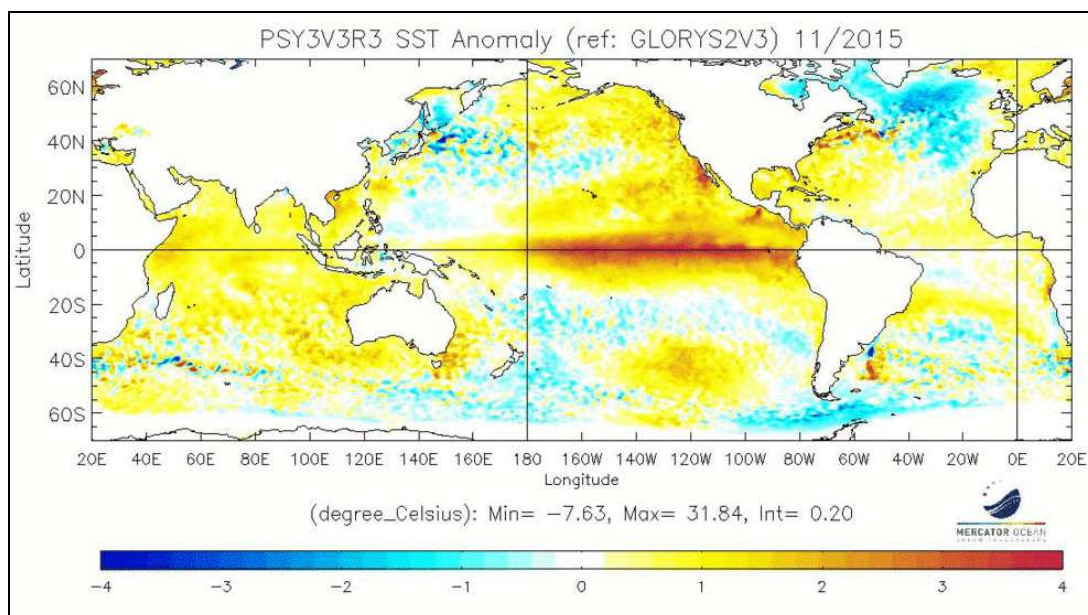 PSY3V3R3 SST Anomaly (ref: GLORYS2V3) 11/2015
60N
40N
20N
0
20S
40S
60S
Latitude
20E 40E 60E 80E 100E 120E 140E 160E 180 160W 140W 120W 100W 80W 60W 40W 20W 0E 20E
Longitude
(degree_Celsius): Min= −7.63, Max= 31.84, Int= 0.20
MERCATOR OCEAN
−4 −3 −2 −1 0 1 2 3 4